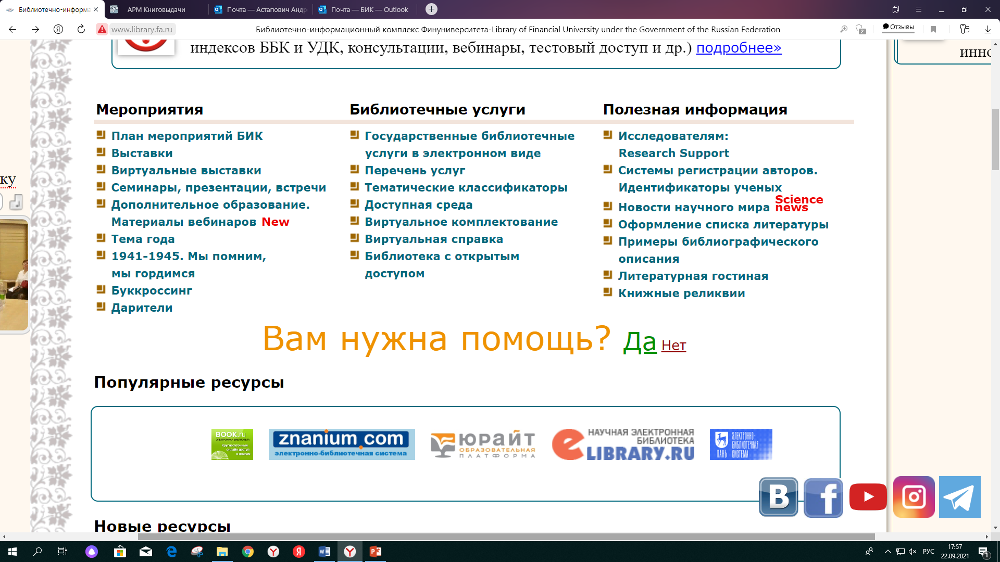 Библиотечно-информа
АРМ Книговыдачи
Почта — Астапович Андр
Почта — БИК — Outlook
www.library.fa.ru
Библиотечно-информационный комплекс Финуниверситета-Library of Financial University under the Government of the Russian Federation
2
Отзывы
индексов ББК и УДК, консультации, вебинары, тестовый доступ и др.) подробнее»
инно
ку
Мероприятия
План мероприятий БИК
Выставки
Виртуальные выставки
Семинары, презентации, встречи
Дополнительное образование.
Материалы вебинаров New
Тема года
1941-1945. Мы помним,
мы гордимся
Буккроссинг
Дарители
Библиотечные услуги
Государственные библиотечные
услуги в электронном виде
Перечень услуг
Тематические классификаторы
Доступная среда
Виртуальное комплектование
Виртуальная справка
Библиотека с открытым
доступом
Полезная информация
Исследователям:
Research Support
Системы регистрации авторов.
Идентификаторы ученых
Новости научного мира Science news
Оформление списка литературы
Примеры библиографического
описания
Литературная гостиная
Книжные реликвии
Вам нужна помощь? Да Нет
Популярные ресурсы
BOOK.ru
ЭЛЕКТРОННАЯ БИБЛИОТЕКА
Круглосуточный
онлайн доступ
к книгам
znanium.com
электронно-библиотечная система
ЮРАЙТ
ОБРАЗОВАТЕЛЬНАЯ
ПЛАТФОРМА
НАУЧНАЯ ЭЛЕКТРОННАЯ
БИБЛИОТЕКА
eLIBRARY.RU
ЛАНЬ
ЭЛЕКТРОННО-
БИБЛИОТЕЧНАЯ
СИСТЕМА
Новые ресурсы
РУС
17:57
22.09.2021
1